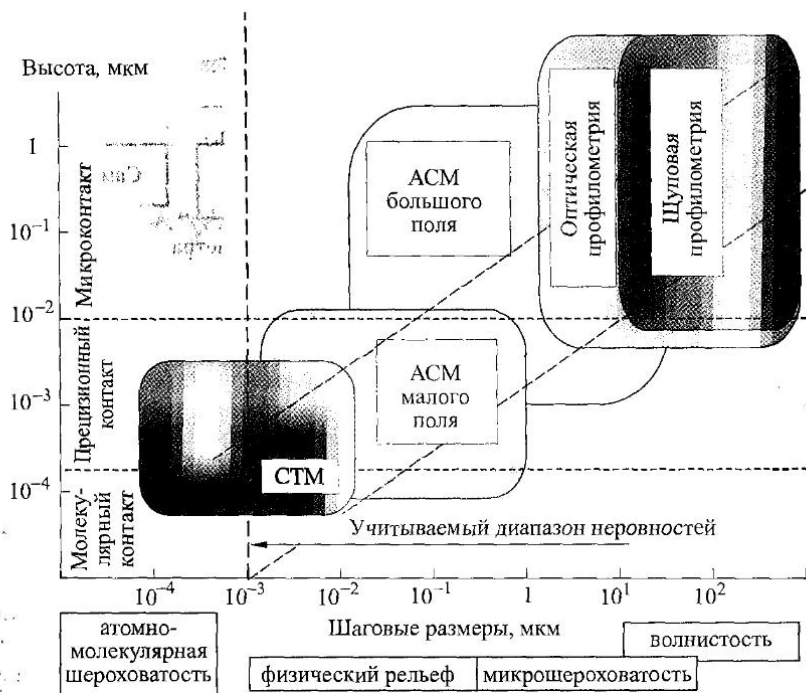 Высота, мкм
1
10⁻¹
10⁻²
10⁻³
10⁻⁴
Микроконтакт
Прецизионный
контакт
Молеку-
лярный
контакт
АСМ
большого
поля
Оптическая
профилометрия
Щуповая
профилометрия
АСМ
малого
поля
СТМ
Учитываемый диапазон неровностей
10⁻⁴
10⁻³
10⁻²
10⁻¹
1
10¹
10²
Шаговые размеры, мкм
атомно-
молекулярная
шероховатость
волнистость
физический рельеф
микрошероховатость